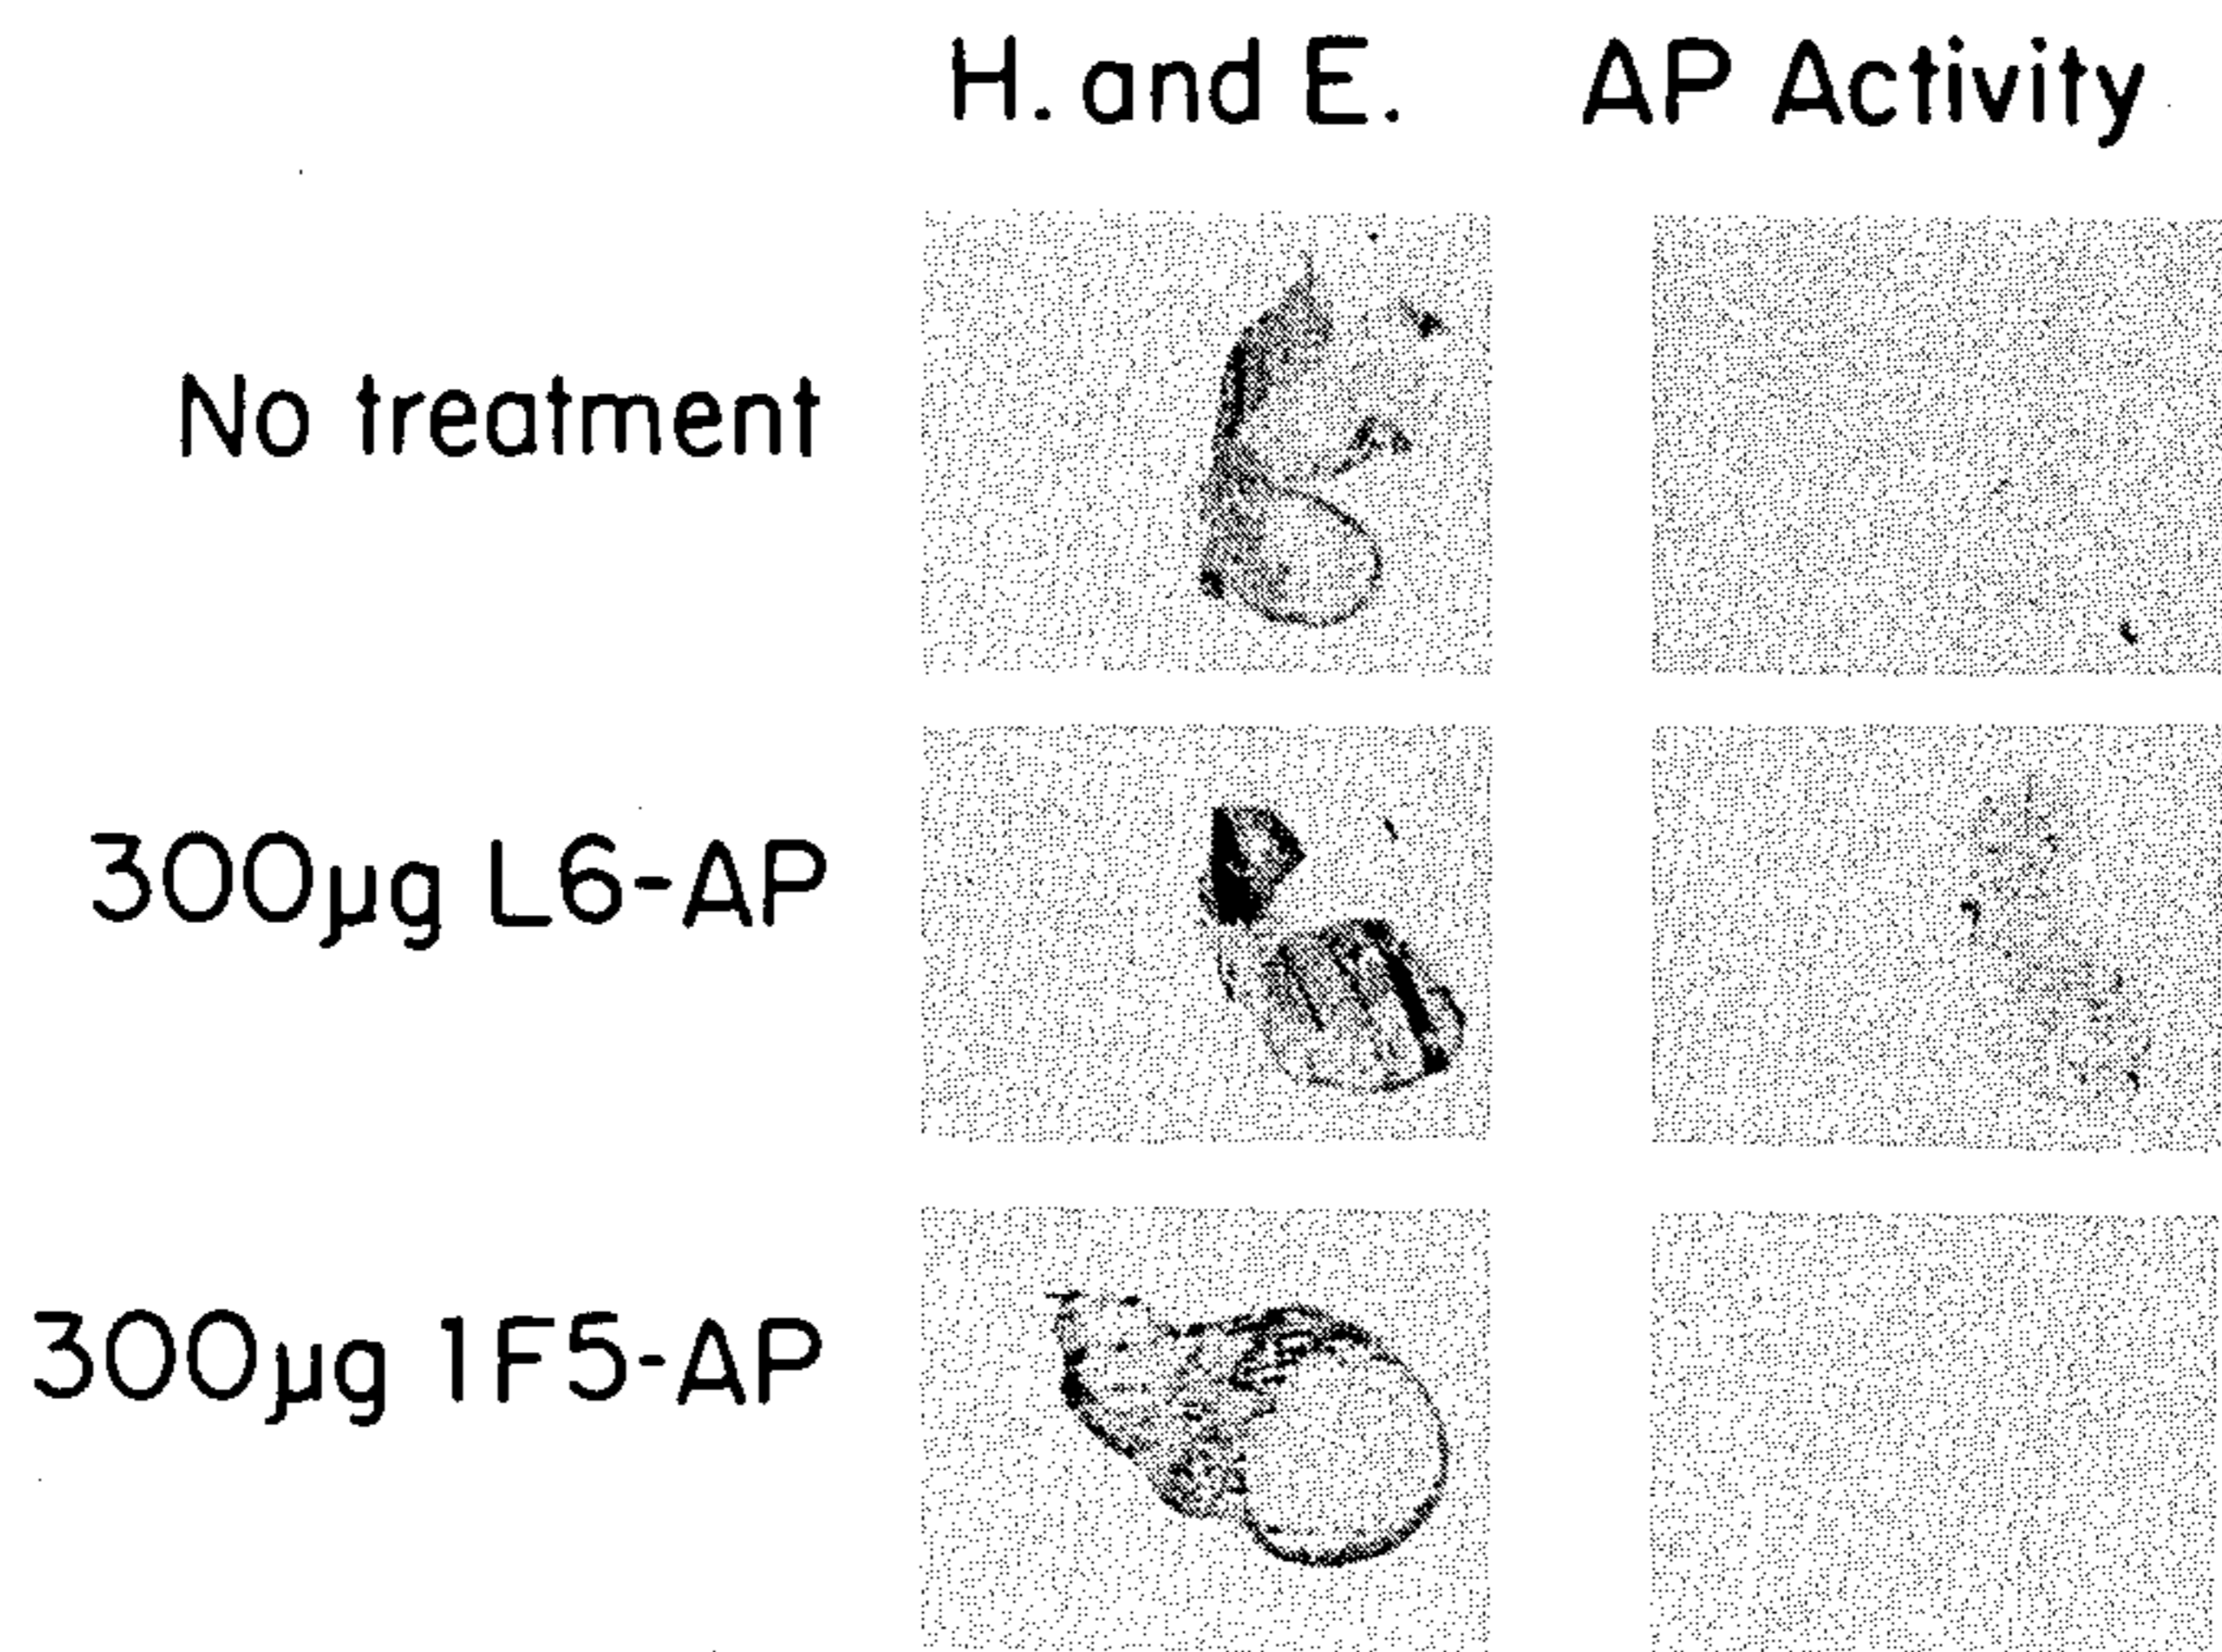 H. and E. AP Activity
No treatment
300µg L6-AP
300µg 1F5-AP